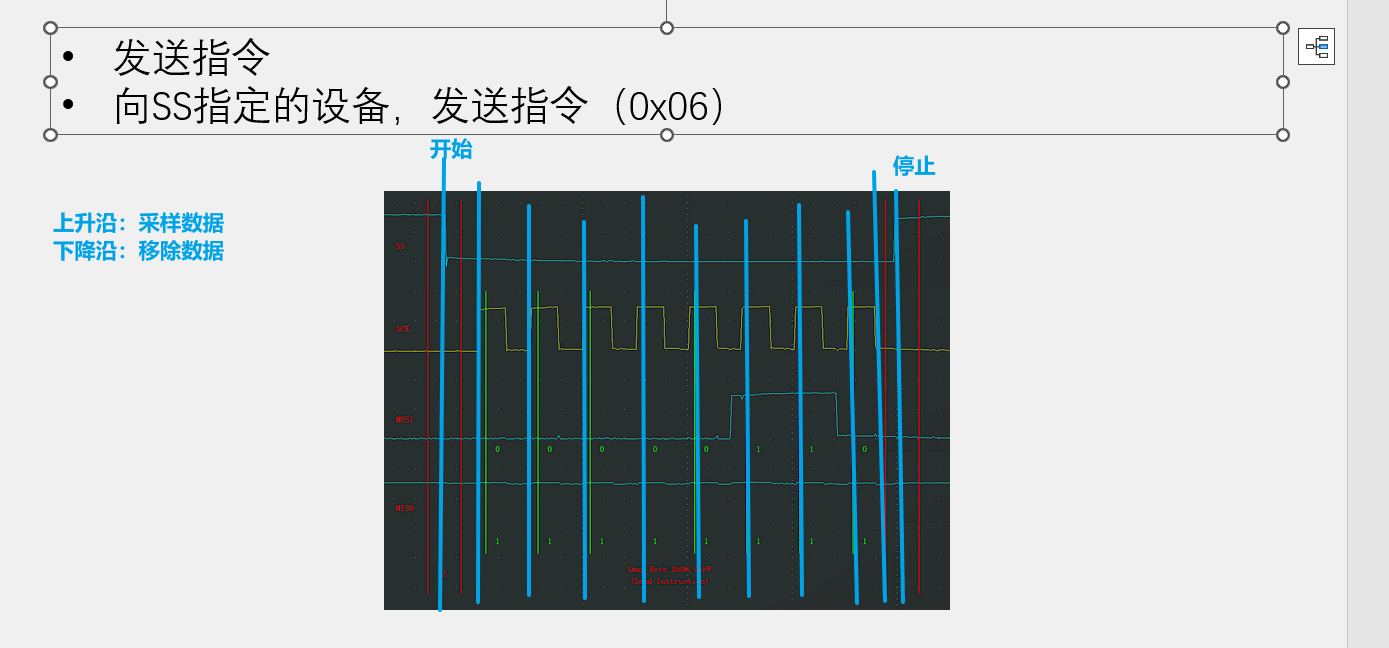 发送指令
向SS指定的设备，发送指令（0x06）
开始
停止
上升沿：采样数据
下降沿：移除数据
SS
SCK
MOSI
0 0 0 0 0 1 1 0
MISO
1 1 1 1 1 1 1 1
Swap Byte:0x06,0xFF
(Send Instruction)